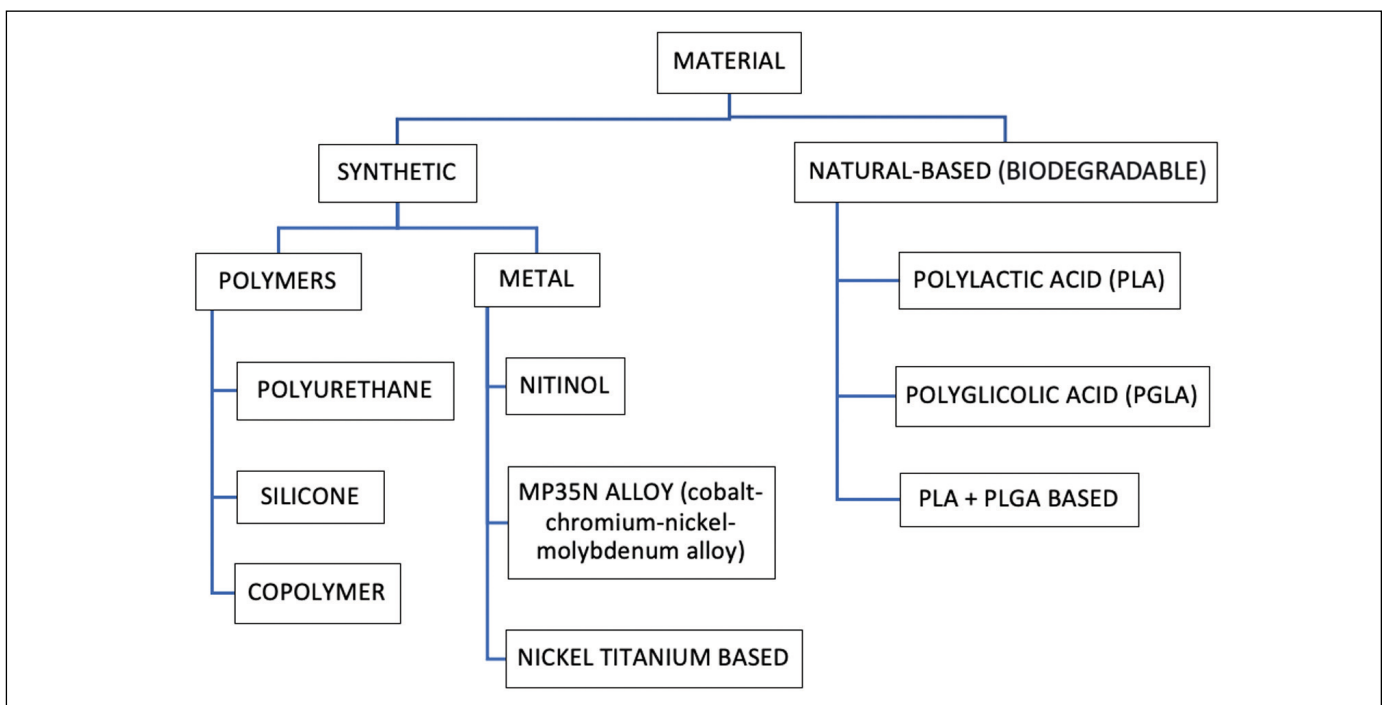 MATERIAL
SYNTHETIC
NATURAL-BASED (BIODEGRADABLE)
POLYMERS
METAL
POLYURETHANE
SILICONE
COPOLYMER
NITINOL
MP35N ALLOY (cobalt-
chromium-nickel-
molybdenum alloy)
NICKEL TITANIUM BASED
POLYLACTIC ACID (PLA)
POLYGLICOLIC ACID (PGLA)
PLA + PLGA BASED